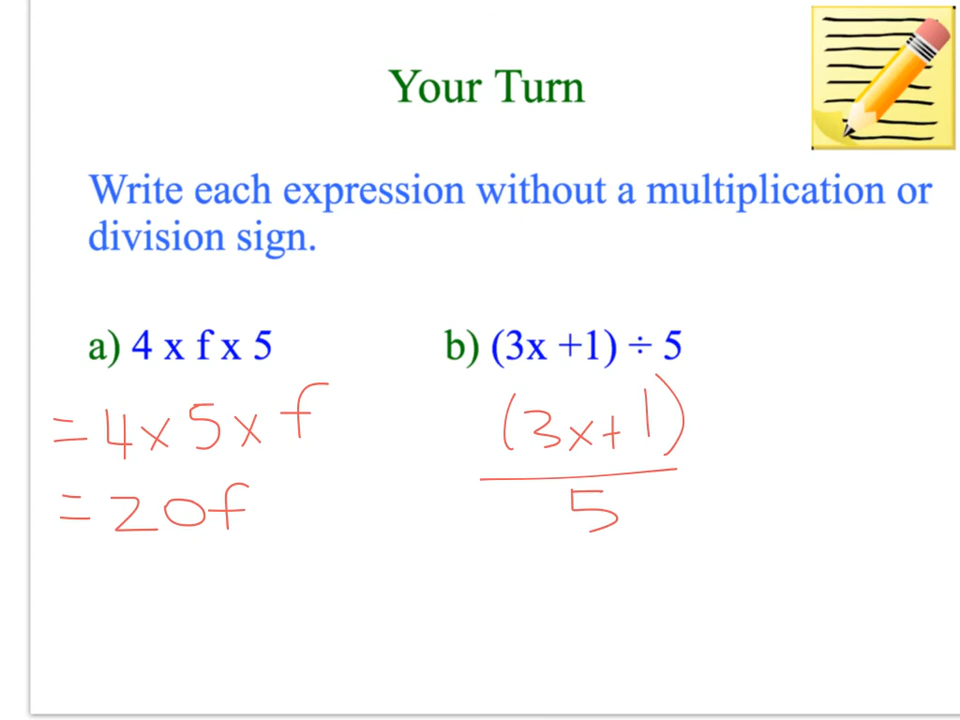 Your Turn
Write each expression without a multiplication or
division sign.
a) 4 x f x 5
b) (3x +1) ÷ 5
= 4 x 5 x f
= 20f
(3x+1)
5